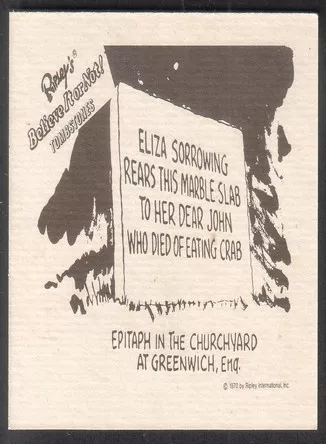 Ripley's®
Believe It or Not!
TOMBSTONES
ELIZA SORROWING
REARS THIS MARBLE SLAB
TO HER DEAR JOHN
WHO DIED OF EATING CRAB
EPITAPH IN THE CHURCHYARD
AT GREENWICH, Eng.
© 1970 by Ripley International, Inc.